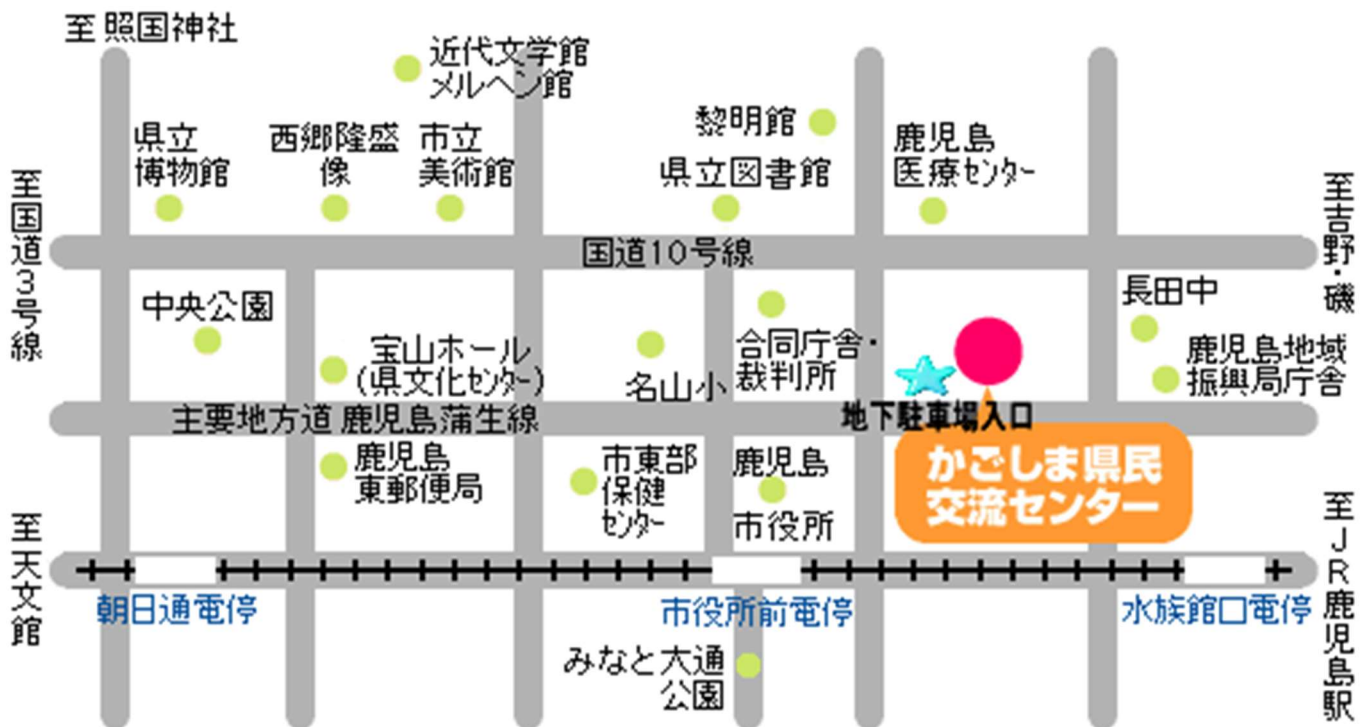 至 照国神社
近代文学館
メルヘン館
黎明館
県立
博物館
西郷隆盛
像
市立
美術館
県立図書館
鹿児島
医療センター
至国道3号線
至吉野・磯
国道10号線
中央公園
宝山ホール
(県文化センター)
名山小
合同庁舎・
裁判所
長田中
鹿児島地域
振興局庁舎
主要地方道 鹿児島蒲生線
地下駐車場入口
かごしま県民
交流センター
鹿児島
東郵便局
市東部
保健
センター
鹿児島
市役所
至天文館
至JR鹿児島駅
朝日通電停
市役所前電停
水族館口電停
みなと大通
公園